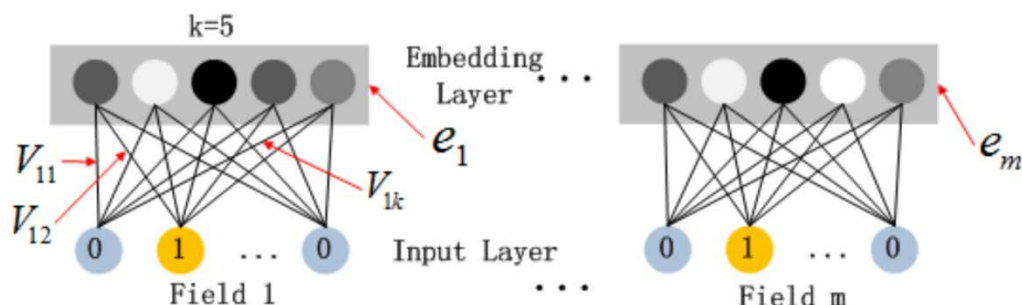 k=5
Embedding
Layer
...
e1
em
V11
V12
V1k
0 1 ... 0
Input Layer
0 1 ... 0
Field 1
...
Field m